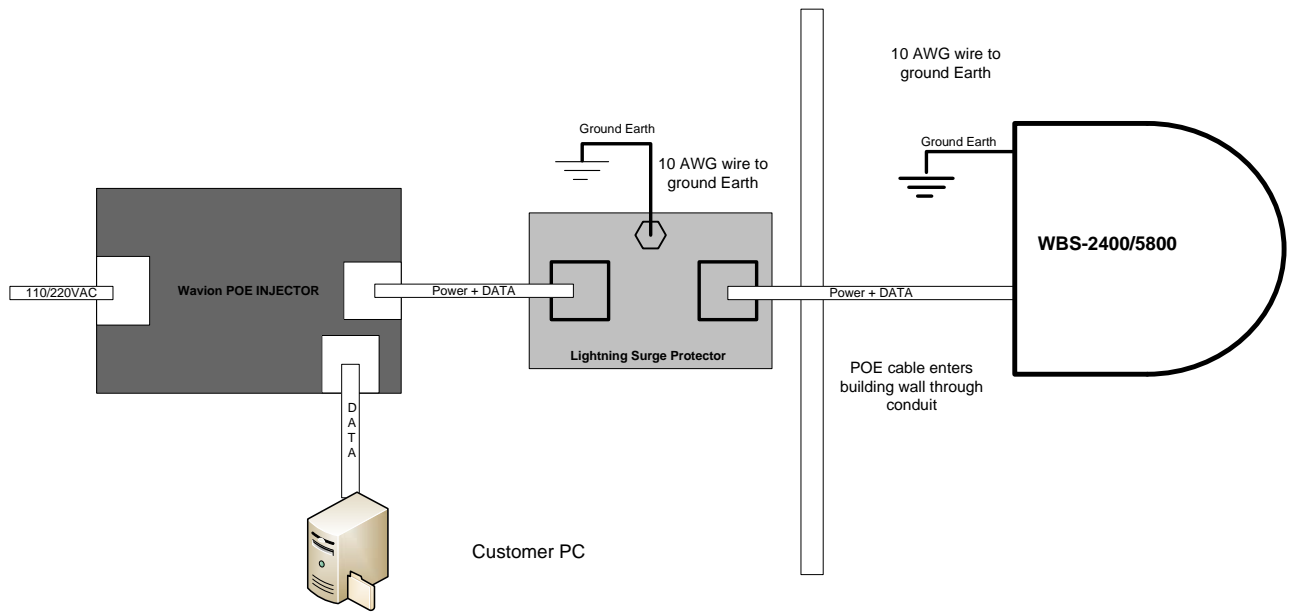 10 AWG wire to
ground Earth
Ground Earth
10 AWG wire to
ground Earth
Ground Earth
WBS-2400/5800
110/220VAC
Wavion POE INJECTOR
Power + DATA
Power + DATA
Lightning Surge Protector
POE cable enters
building wall through
conduit
DATA
Customer PC